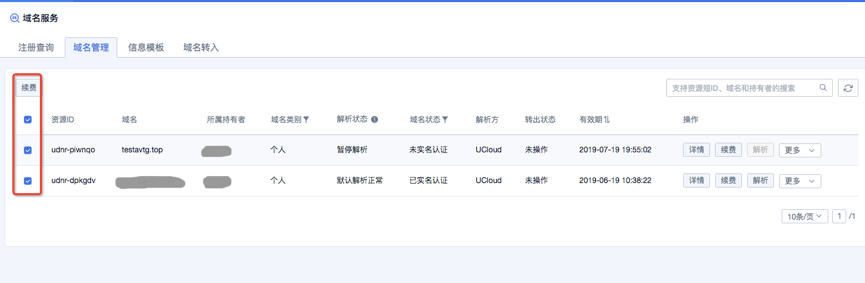 域名服务
注册查询 域名管理 信息模板 域名转入
续费 支持资源短ID、域名和持有者的搜索
资源ID 域名 所属持有者 域名类别 解析状态 域名状态 解析方 转出状态 有效期 操作
udnr-piwnqo testavtg.top 个人 暂停解析 未实名认证 UCloud 未操作 2019-07-19 19:55:02 详情 续费 解析 更多
udnr-dpkgdv 个人 默认解析正常 已实名认证 UCloud 未操作 2019-06-19 10:38:22 详情 续费 解析 更多
10条/页 1 /1